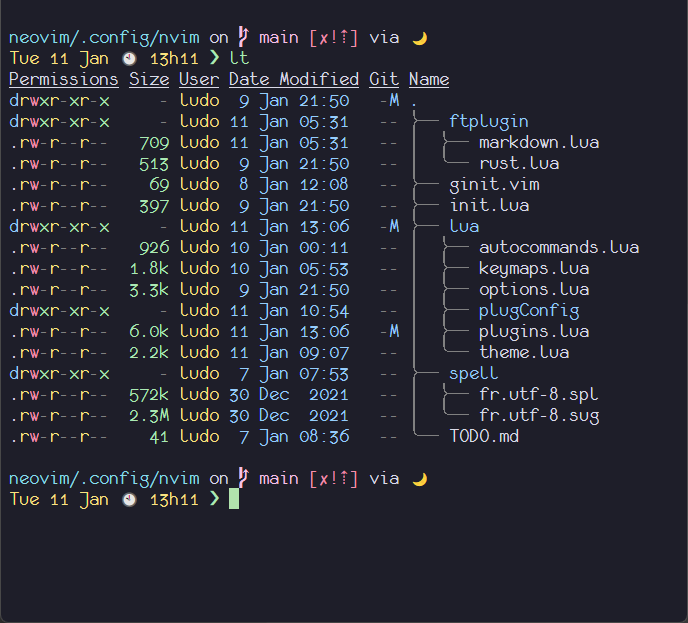 neovim/.config/nvim on  main [✘!⇡] via 🌙
Tue 11 Jan 🕙 13h11 ❯ lt
Permissions Size User Date Modified Git Name
drwxr-xr-x     - ludo  9 Jan 21:50  -M .
drwxr-xr-x     - ludo 11 Jan 05:31  -- ├── ftplugin
.rw-r--r--   709 ludo 11 Jan 05:31  -- │  ├── markdown.lua
.rw-r--r--   513 ludo  9 Jan 21:50  -- │  └── rust.lua
.rw-r--r--    69 ludo  8 Jan 12:08  -- ├── ginit.vim
.rw-r--r--   397 ludo  9 Jan 21:50  -- ├── init.lua
drwxr-xr-x     - ludo 11 Jan 13:06  -M ├── lua
.rw-r--r--   926 ludo 10 Jan 00:11  -- │  ├── autocommands.lua
.rw-r--r--  1.8k ludo 10 Jan 05:53  -- │  ├── keymaps.lua
.rw-r--r--  3.3k ludo  9 Jan 21:50  -- │  ├── options.lua
drwxr-xr-x     - ludo 11 Jan 10:54  -- │  ├── plugConfig
.rw-r--r--  6.0k ludo 11 Jan 13:06  -M │  ├── plugins.lua
.rw-r--r--  2.2k ludo 11 Jan 09:07  -- │  └── theme.lua
drwxr-xr-x     - ludo  7 Jan 07:53  -- ├── spell
.rw-r--r--  572k ludo 30 Dec  2021  -- │  ├── fr.utf-8.spl
.rw-r--r--  2.3M ludo 30 Dec  2021  -- │  └── fr.utf-8.sug
.rw-r--r--    41 ludo  7 Jan 08:36  -- └── TODO.md
neovim/.config/nvim on  main [✘!⇡] via 🌙
Tue 11 Jan 🕙 13h11 ❯